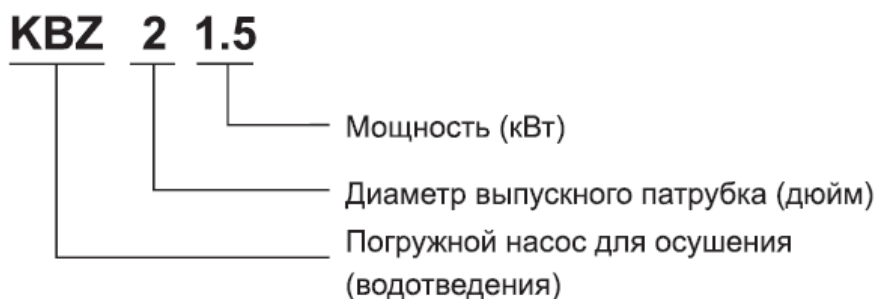 KBZ 2 1.5
Мощность (кВт)
Диаметр выпускного патрубка (дюйм)
Погружной насос для осушения
(водотведения)